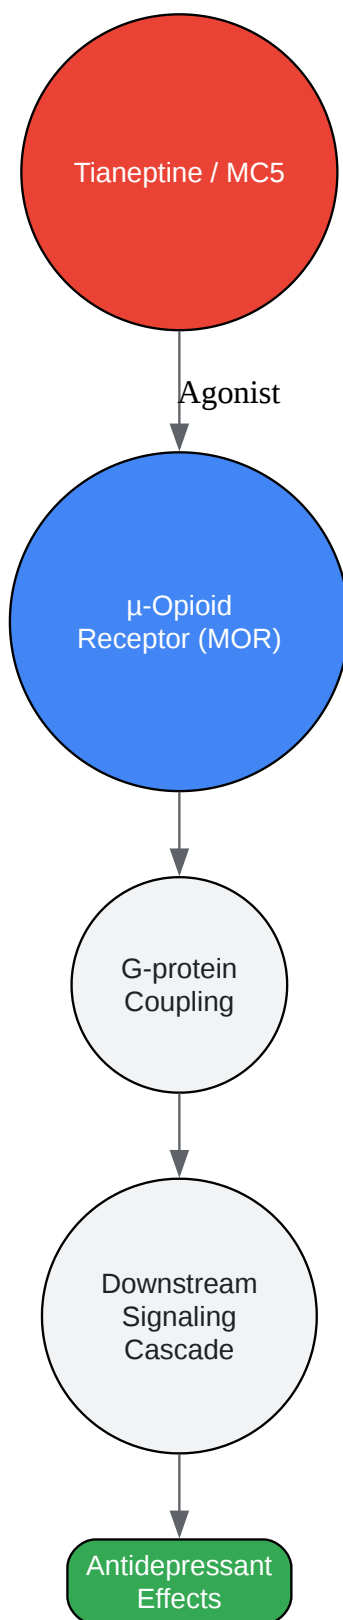 Tianeptine / MC5
Agonist
µ-Opioid
Receptor (MOR)
G-protein
Coupling
Downstream
Signaling
Cascade
Antidepressant
Effects